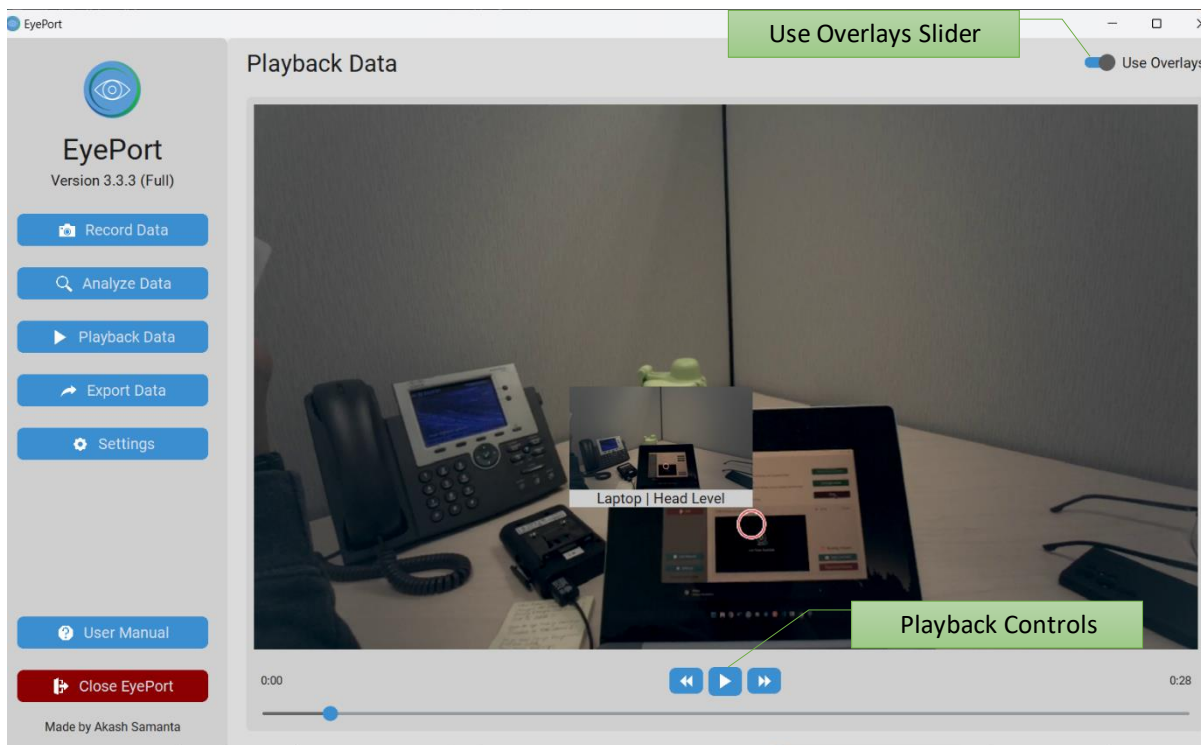 EyePort
Use Overlays Slider
Playback Data
Use Overlays
EyePort
Version 3.3.3 (Full)
Record Data
Analyze Data
Playback Data
Export Data
Settings
Laptop | Head Level
Playback Controls
User Manual
Close EyePort
Made by Akash Samanta
0:00
0:28